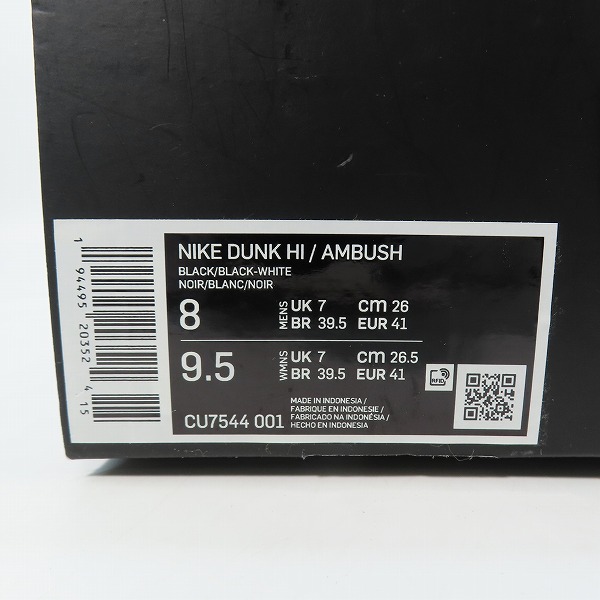 NIKE DUNK HI / AMBUSH
BLACK/BLACK-WHITE
NOIR/BLANC/NOIR
8 MENS UK 7 cm 26
BR 39.5 EUR 41
9.5 WMNS UK 7 cm 26.5
BR 39.5 EUR 41
RFID
CU7544 001
MADE IN INDONESIA /
FABRIQUE EN INDONESIE /
FABRICADO NA INDONÉSIA /
HECHO EN INDONESIA
1 94495 20352 4 15